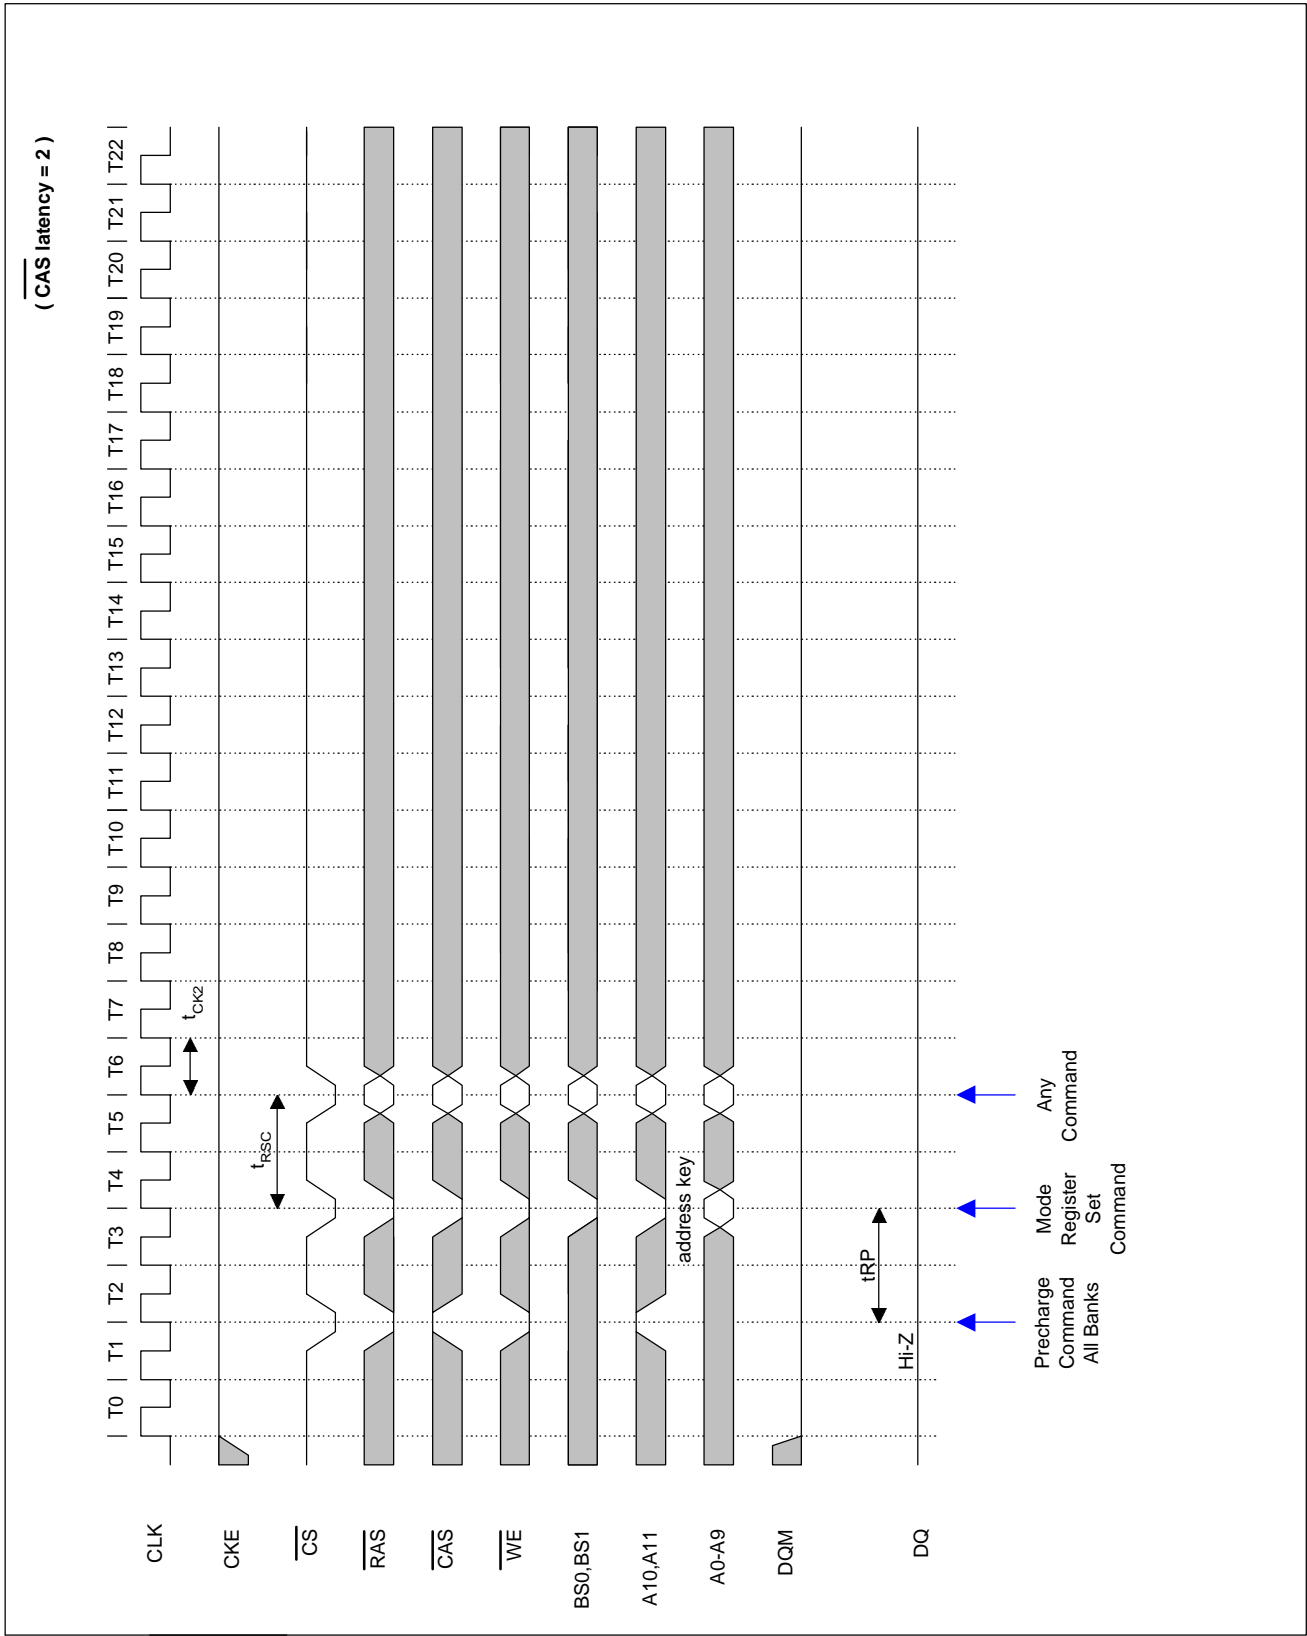 ( CAS latency = 2 )
T0 T1 T2 T3 T4 T5 T6 T7 T8 T9 T10 T11 T12 T13 T14 T15 T16 T17 T18 T19 T20 T21 T22
CLK
tCK2
CKE
tRSC
CS
RAS
CAS
WE
BS0,BS1
A10,A11
address key
A0-A9
DQM
tRP
Hi-Z
DQ
Precharge
Command
All Banks
Mode
Register
Set
Command
Any
Command